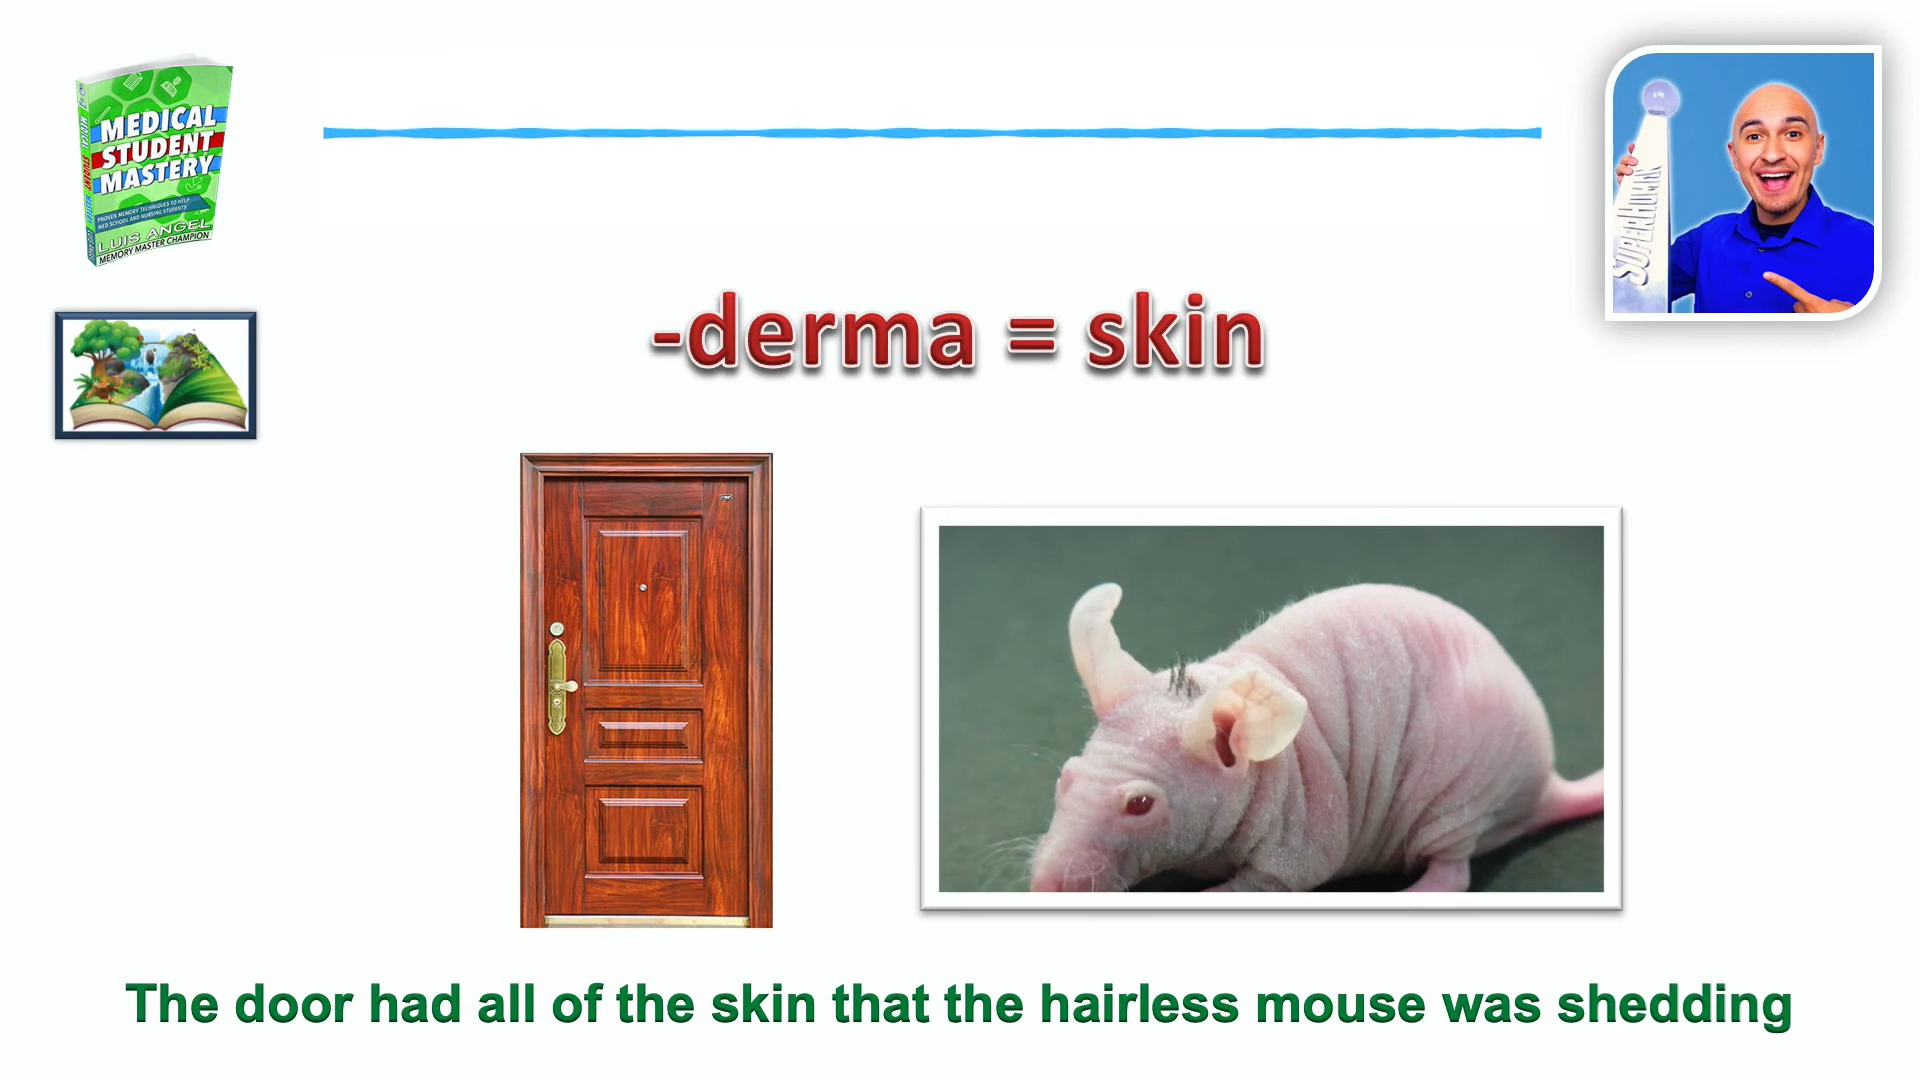 MEDICAL
STUDENT
MASTERY
PROVEN MEMORY TECHNIQUES TO HELP
MED SCHOOL AND NURSING STUDENTS
LUIS ANGEL
MEMORY MASTER CHAMPION
SUPERHUMAN
-derma = skin
The door had all of the skin that the hairless mouse was shedding